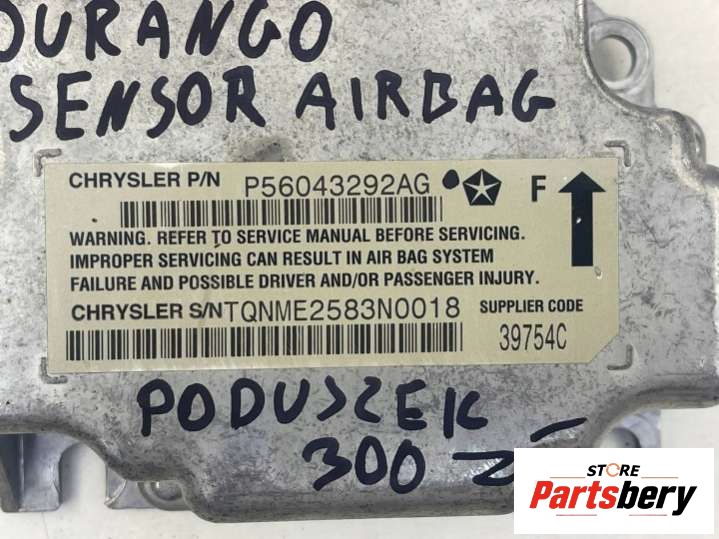 DURANGO
SENSOR AIRBAG
CHRYSLER P/N P56043292AG F
WARNING. REFER TO SERVICE MANUAL BEFORE SERVICING.
IMPROPER SERVICING CAN RESULT IN AIR BAG SYSTEM
FAILURE AND POSSIBLE DRIVER AND/OR PASSENGER INJURY.
CHRYSLER S/N TQNME2583N0018 SUPPLIER CODE
39754C
PODUSZEK
300 zł
STORE
Partsbery